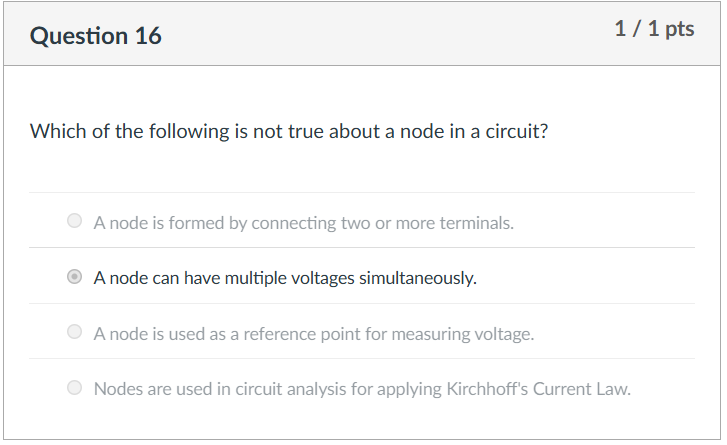 Question 16
1 / 1 pts
Which of the following is not true about a node in a circuit?
A node is formed by connecting two or more terminals.
A node can have multiple voltages simultaneously.
A node is used as a reference point for measuring voltage.
Nodes are used in circuit analysis for applying Kirchhoff's Current Law.